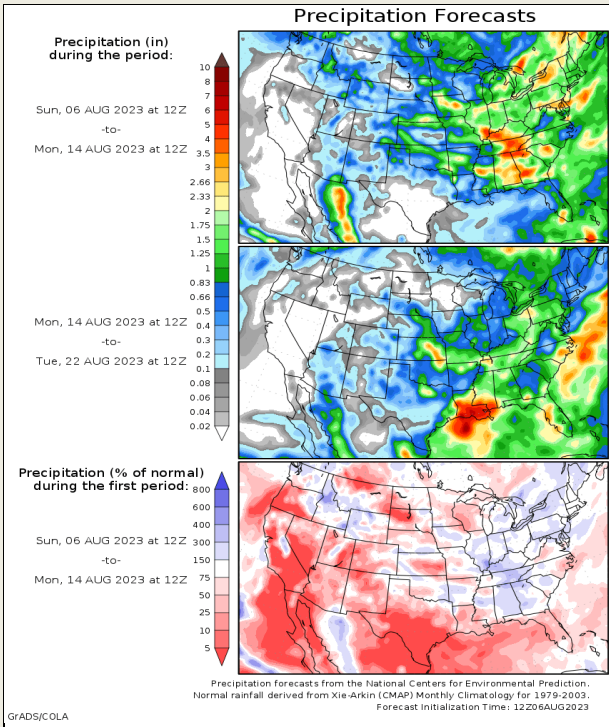 Precipitation Forecasts
Precipitation (in)
during the period:
Sun, 06 AUG 2023 at 12Z
-to-
Mon, 14 AUG 2023 at 12Z
10
8
7
6
5
4
3.5
3
2.66
2.33
2
1.75
1.5
1.25
1
0.83
0.66
0.5
0.4
0.3
0.2
0.1
0.08
0.06
0.04
0.02
Mon, 14 AUG 2023 at 12Z
-to-
Tue, 22 AUG 2023 at 12Z
Precipitation (% of normal)
during the first period:
Sun, 06 AUG 2023 at 12Z
-to-
Mon, 14 AUG 2023 at 12Z
800
600
400
300
150
75
50
25
10
5
Precipitation forecasts from the National Centers for Environmental Prediction.
Normal rainfall derived from Xie-Arkin (CMAP) Monthly Climatology for 1979-2003.
Forecast Initialization Time: 12Z06AUG2023
GrADS/COLA